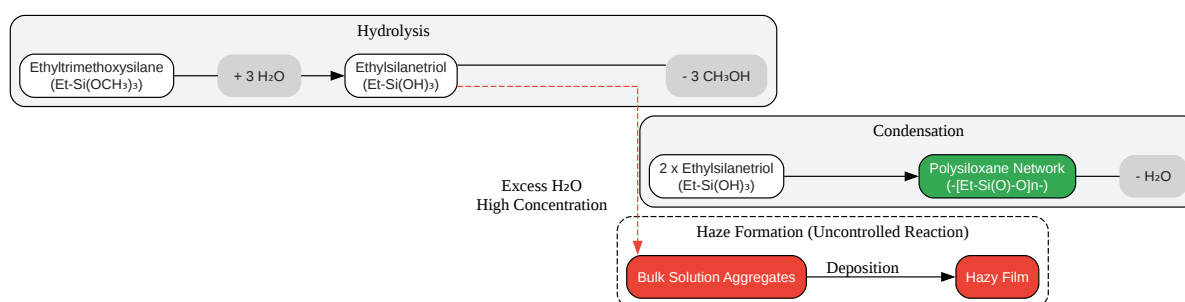 Hydrolysis
Ethyltrimethoxysilane
(Et-Si(OCH₃)₃)
+ 3 H₂O
Ethylsilanetriol
(Et-Si(OH)₃)
- 3 CH₃OH
Condensation
2 x Ethylsilanetriol
(Et-Si(OH)₃)
Polysiloxane Network
(-[Et-Si(O)-O]n-)
- H₂O
Excess H₂O
High Concentration
Haze Formation (Uncontrolled Reaction)
Bulk Solution Aggregates
Deposition
Hazy Film